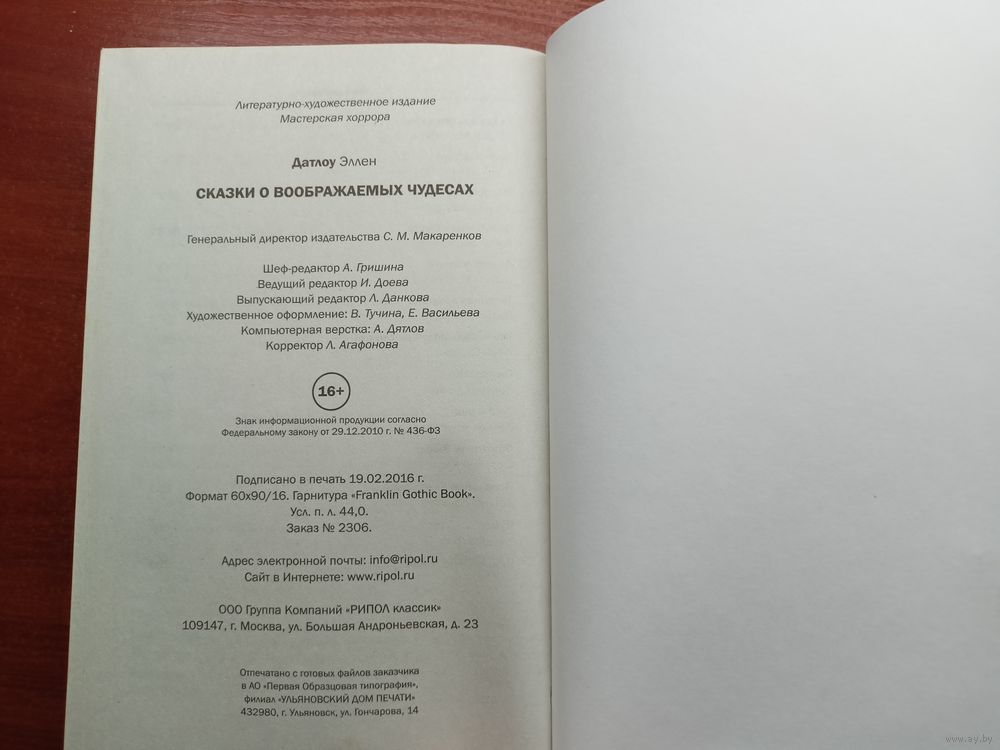 Литературно-художественное издание
Мастерская хоррора
Датлоу Эллен
СКАЗКИ О ВООБРАЖАЕМЫХ ЧУДЕСАХ
Генеральный директор издательства С. М. Макаренков
Шеф-редактор А. Гришина
Ведущий редактор И. Доева
Выпускающий редактор Л. Данкова
Художественное оформление: В. Тучина, Е. Васильева
Компьютерная верстка: А. Дятлов
Корректор Л. Агафонова
16+
Знак информационной продукции согласно
Федеральному закону от 29.12.2010 г. № 436-ФЗ
Подписано в печать 19.02.2016 г.
Формат 60х90/16. Гарнитура «Franklin Gothic Book».
Усл. п. л. 44,0.
Заказ № 2306.
Адрес электронной почты: info@ripol.ru
Сайт в Интернете: www.ripol.ru
ООО Группа Компаний «РИПОЛ классик»
109147, г. Москва, ул. Большая Андроньевская, д. 23
Отпечатано с готовых файлов заказчика
в АО «Первая Образцовая типография»,
филиал «УЛЬЯНОВСКИЙ ДОМ ПЕЧАТИ»
432980, г. Ульяновск, ул. Гончарова, 14
www.ay.by